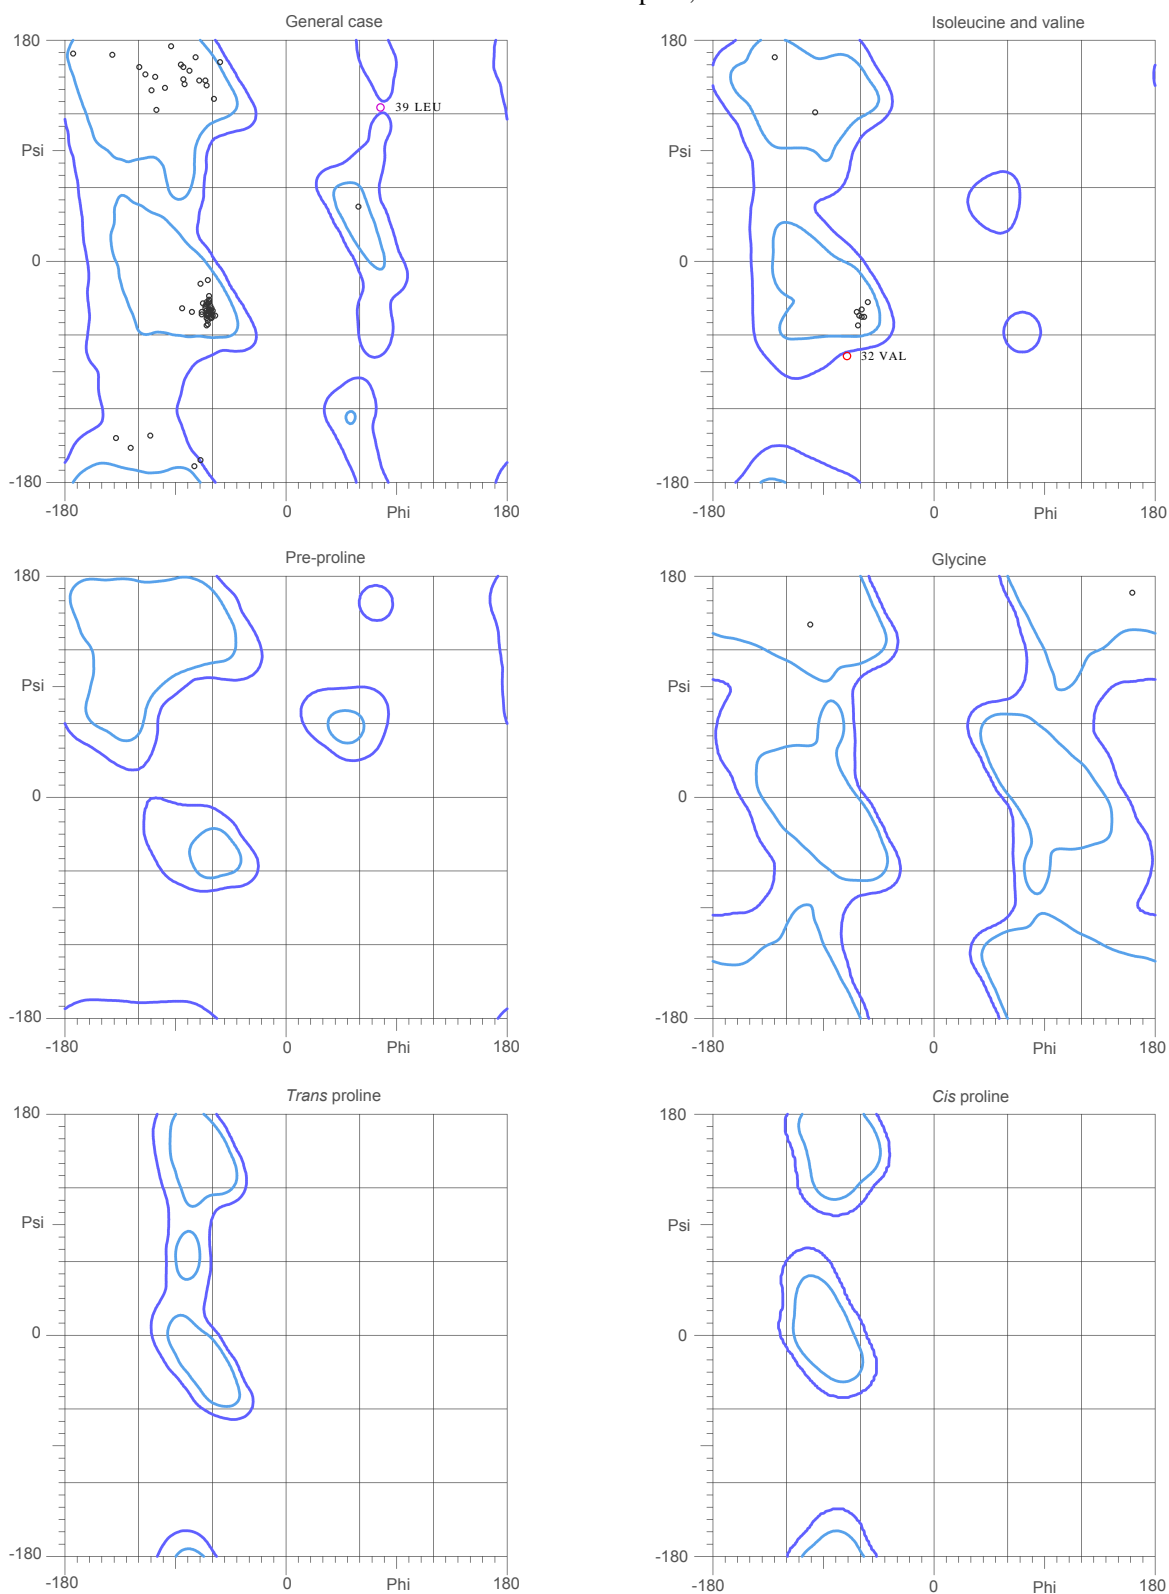 General case
Isoleucine and valine
180
180
39 LEU
Psi
Psi
0
0
32 VAL
-180
-180
-180
0
Phi
180
-180
0
Phi
180
Pre-proline
Glycine
180
180
Psi
Psi
0
0
-180
-180
-180
0
Phi
180
-180
0
Phi
180
Trans proline
Cis proline
180
180
Psi
Psi
0
0
-180
-180
-180
0
Phi
180
-180
0
Phi
180